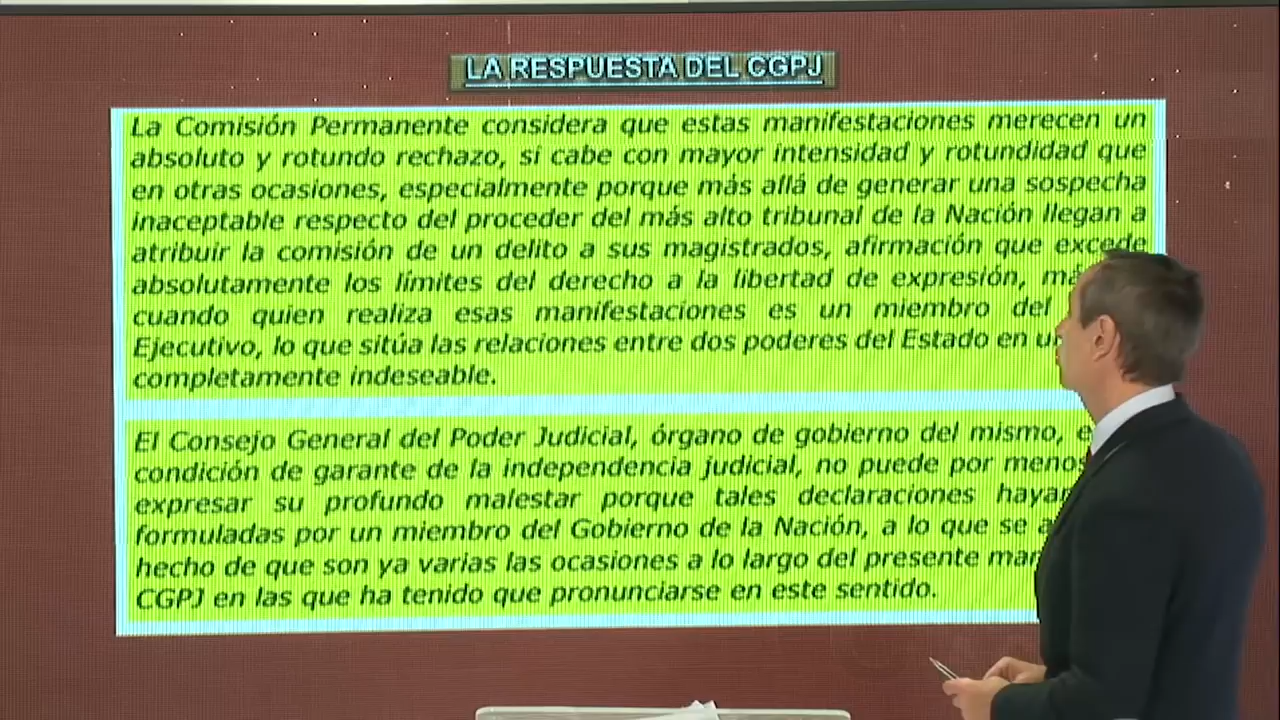 LA RESPUESTA DEL CGPJ
La Comisión Permanente considera que estas manifestaciones merecen un
absoluto y rotundo rechazo, si cabe con mayor intensidad y rotundidad que
en otras ocasiones, especialmente porque más allá de generar una sospecha
inaceptable respecto del proceder del más alto tribunal de la Nación llegan a
atribuir la comisión de un delito a sus magistrados, afirmación que excede
absolutamente los límites del derecho a la libertad de expresión,
cuando quien realiza esas manifestaciones es un miembro del
Ejecutivo, lo que sitúa las relaciones entre dos poderes del Estado en
completamente indeseable.
El Consejo General del Poder Judicial, órgano de gobierno del mismo,
condición de garante de la independencia judicial, no puede por menos
expresar su profundo malestar porque tales declaraciones
formuladas por un miembro del Gobierno de la Nación, a lo que se
hecho de que son ya varias las ocasiones a lo largo del presente
CGPJ en las que ha tenido que pronunciarse en este sentido.